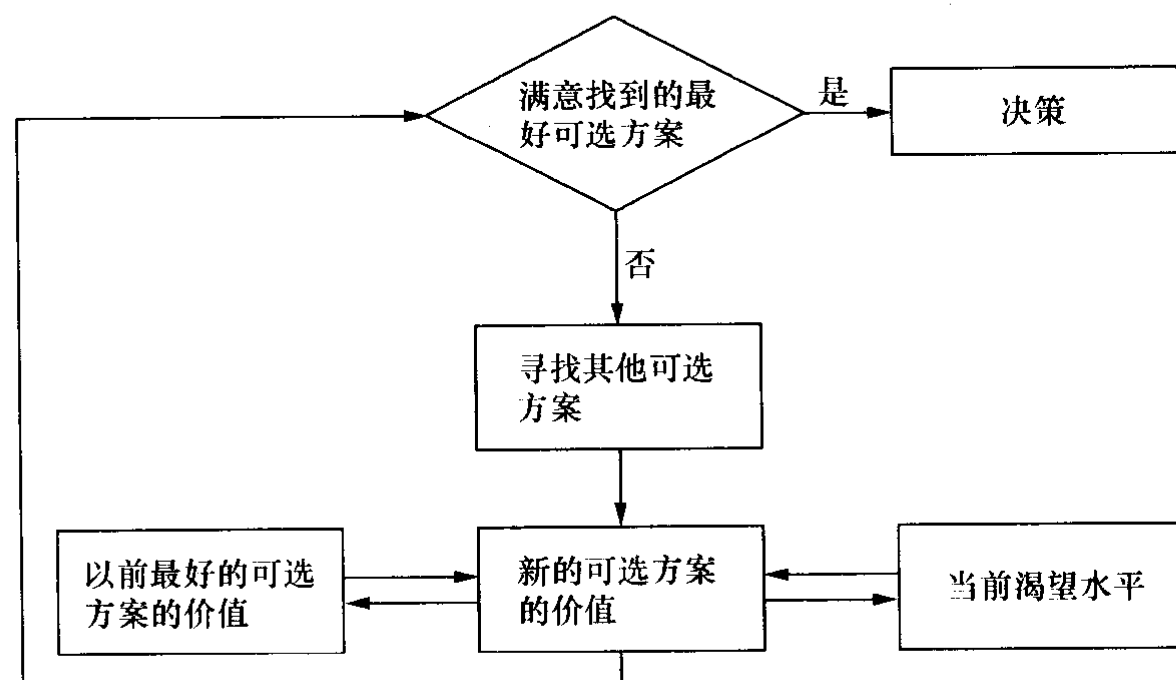 满意找到的最
好可选方案
是
决策
否
寻找其他可选
方案
以前最好的可选
方案的价值
新的可选方案
的价值
当前渴望水平